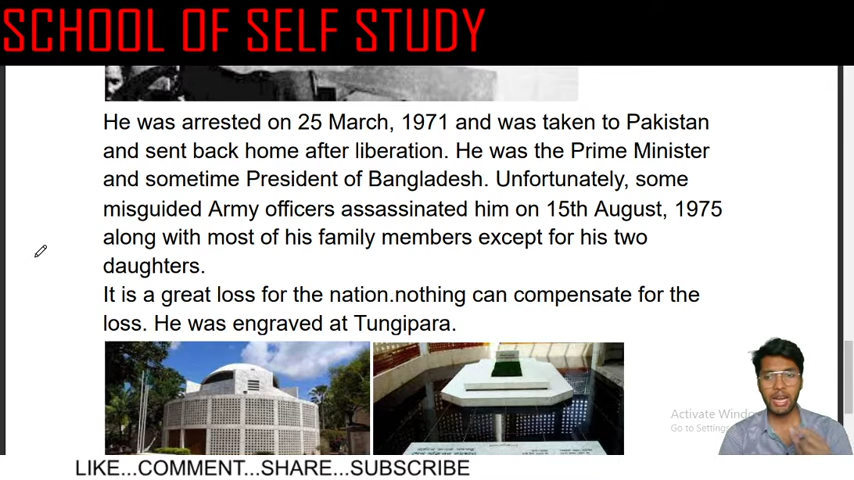 SCHOOL OF SELF STUDY
He was arrested on 25 March, 1971 and was taken to Pakistan
and sent back home after liberation. He was the Prime Minister
and sometime President of Bangladesh. Unfortunately, some
misguided Army officers assassinated him on 15th August, 1975
along with most of his family members except for his two
daughters.
It is a great loss for the nation.nothing can compensate for the
loss. He was engraved at Tungipara.
Activate Windo
Go to Settings
LIKE...COMMENT...SHARE...SUBSCRIBE